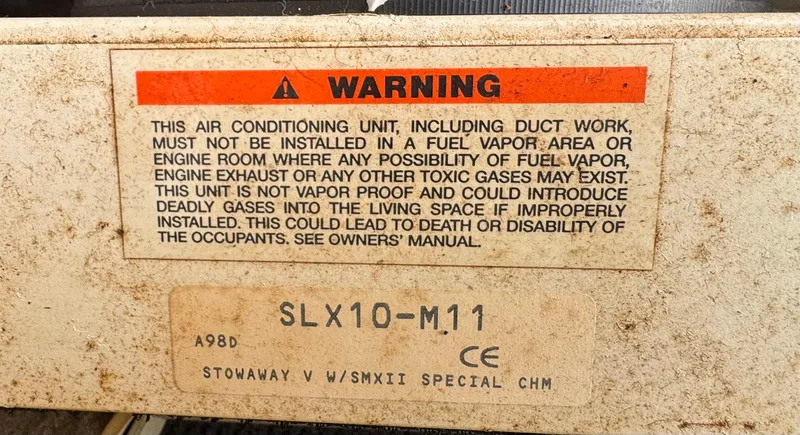 WARNING
THIS AIR CONDITIONING UNIT, INCLUDING DUCT WORK,
MUST NOT BE INSTALLED IN A FUEL VAPOR AREA OR
ENGINE ROOM WHERE ANY POSSIBILITY OF FUEL VAPOR,
ENGINE EXHAUST OR ANY OTHER TOXIC GASES MAY EXIST.
THIS UNIT IS NOT VAPOR PROOF AND COULD INTRODUCE
DEADLY GASES INTO THE LIVING SPACE IF IMPROPERLY
INSTALLED. THIS COULD LEAD TO DEATH OR DISABILITY OF
THE OCCUPANTS. SEE OWNERS' MANUAL.
SLX10-M11
A98D
CE
STOWAWAY V W/SMXII SPECIAL CHM